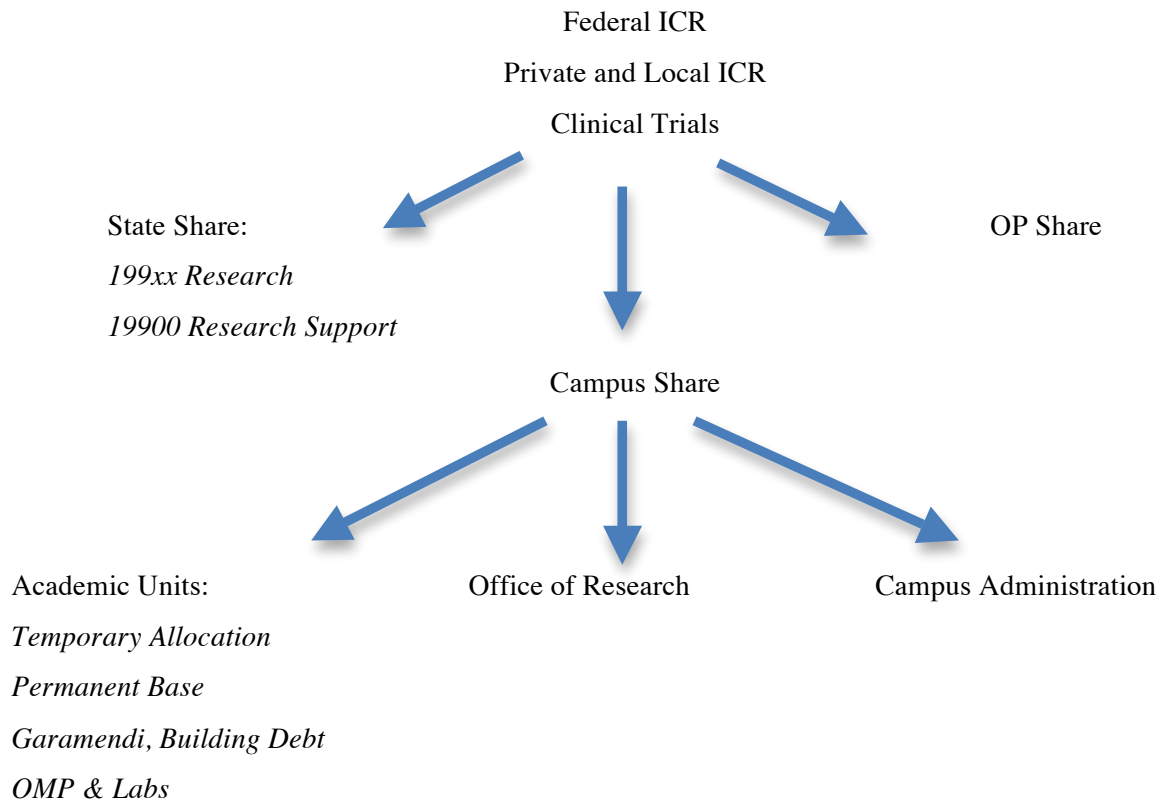 Federal ICR
Private and Local ICR
Clinical Trials
State Share:
199xx Research
19900 Research Support
OP Share
Campus Share
Academic Units:
Temporary Allocation
Permanent Base
Garamendi, Building Debt
OMP & Labs
Office of Research
Campus Administration